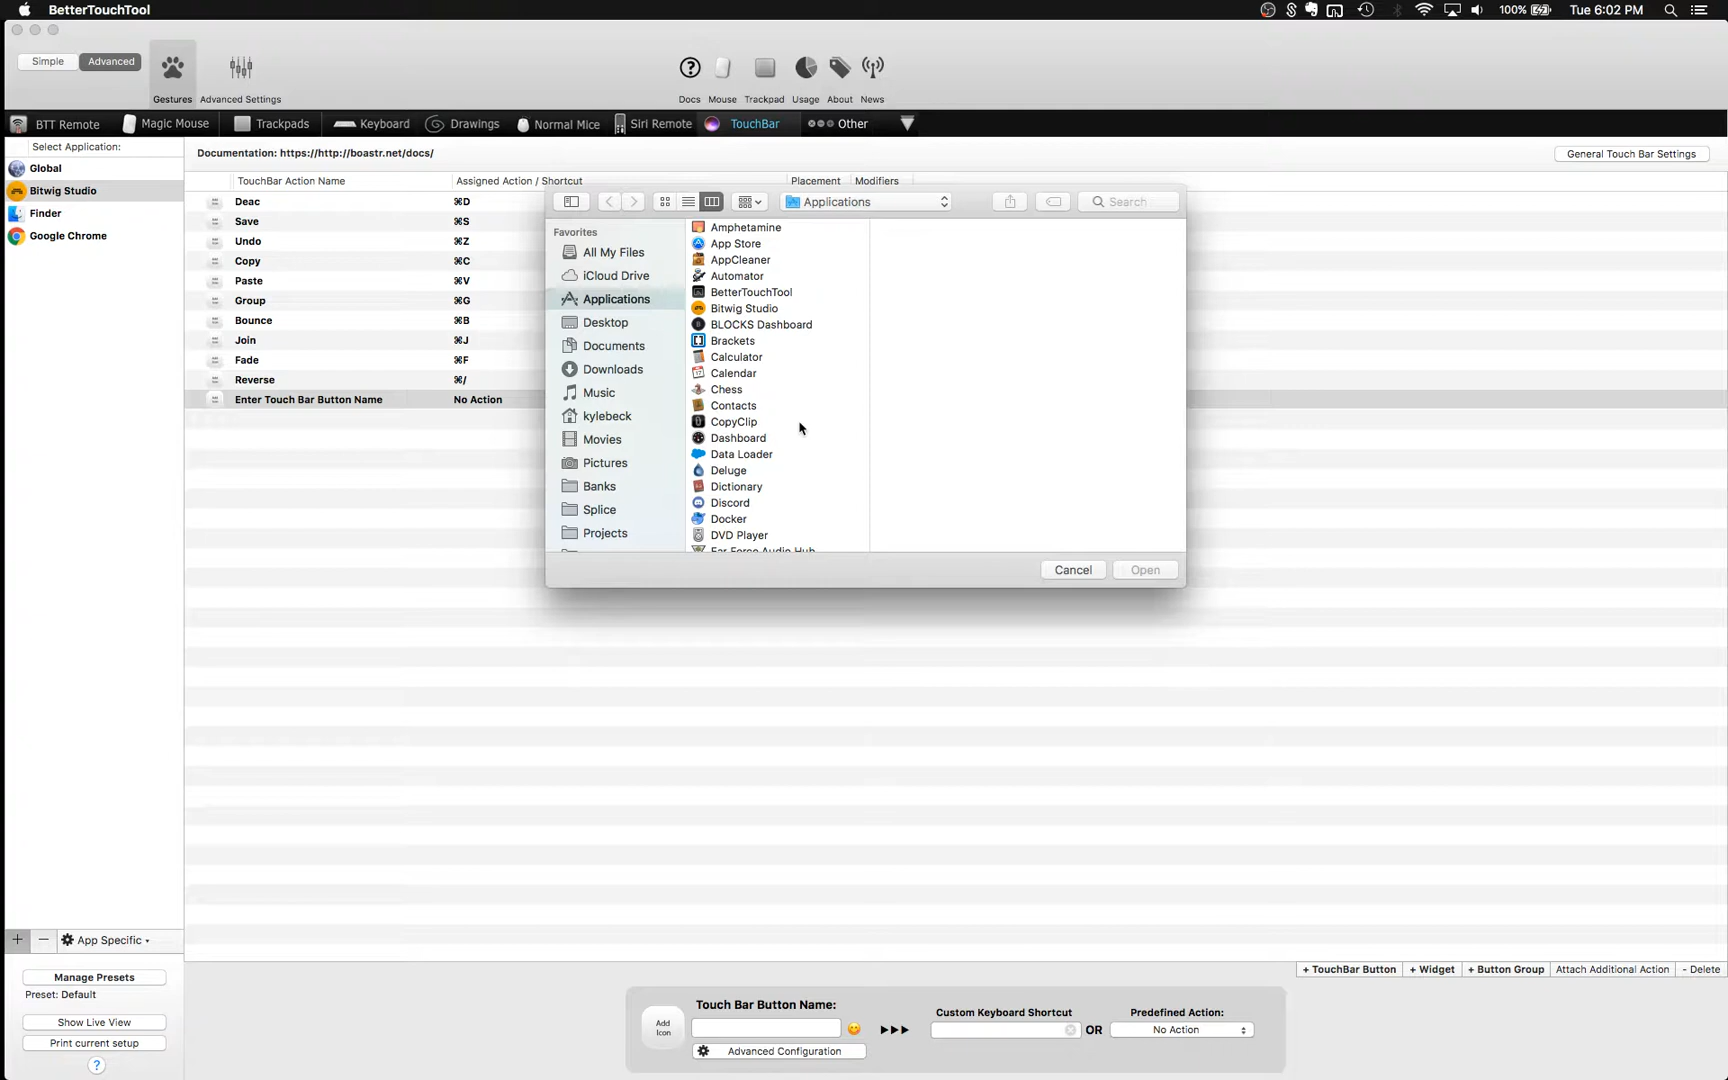 BetterTouchTool
100%
Tue 6:02 PM
Simple
Advanced
Gestures
Advanced Settings
Docs
Mouse
Trackpad
Usage
About
News
BTT Remote
Magic Mouse
Trackpads
Keyboard
Drawings
Normal Mice
Siri Remote
TouchBar
Other
Select Application:
Global
Bitwig Studio
Finder
Google Chrome
Documentation: https://http://boastr.net/docs/
General Touch Bar Settings
TouchBar Action Name
Assigned Action / Shortcut
Placement
Modifiers
Deac ⌘D
Save ⌘S
Undo ⌘Z
Copy ⌘C
Paste ⌘V
Group ⌘G
Bounce ⌘B
Join ⌘J
Fade ⌘F
Reverse ⌘/
Enter Touch Bar Button Name No Action
Applications
Search
Favorites
All My Files
iCloud Drive
Applications
Desktop
Documents
Downloads
Music
kylebeck
Movies
Pictures
Banks
Splice
Projects
Amphetamine
App Store
AppCleaner
Automator
BetterTouchTool
Bitwig Studio
BLOCKS Dashboard
Brackets
Calculator
Calendar
Chess
Contacts
CopyClip
Dashboard
Data Loader
Deluge
Dictionary
Discord
Docker
DVD Player
Ear Force Audio Hub
Cancel
Open
+
−
App Specific
Manage Presets
Preset: Default
Show Live View
Print current setup
?
+ TouchBar Button
+ Widget
+ Button Group
Attach Additional Action
- Delete
Add
Icon
Touch Bar Button Name:
Advanced Configuration
Custom Keyboard Shortcut
OR
Predefined Action:
No Action